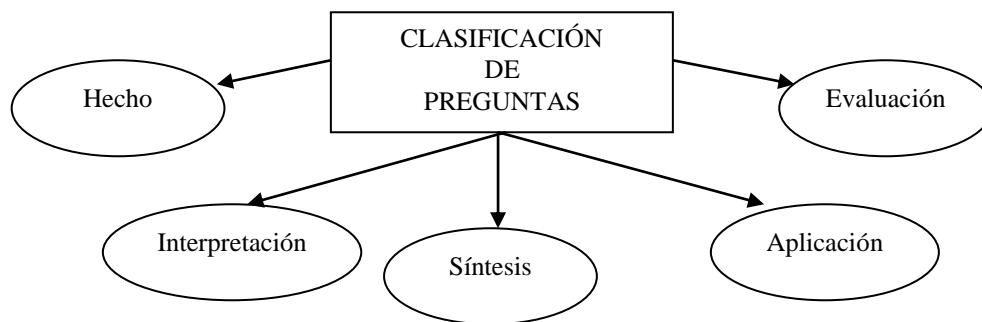 CLASIFICACIÓN
DE
PREGUNTAS
Hecho
Evaluación
Interpretación
Síntesis
Aplicación